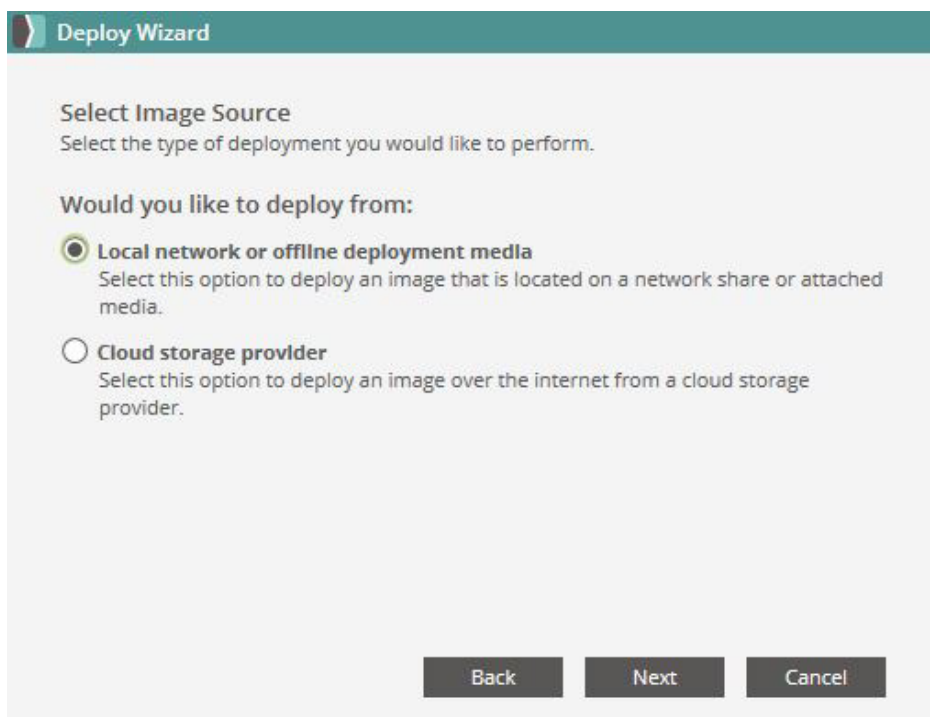 Deploy Wizard
Select Image Source
Select the type of deployment you would like to perform.
Would you like to deploy from:
Local network or offline deployment media
Select this option to deploy an image that is located on a network share or attached
media.
Cloud storage provider
Select this option to deploy an image over the internet from a cloud storage
provider.
Back Next Cancel